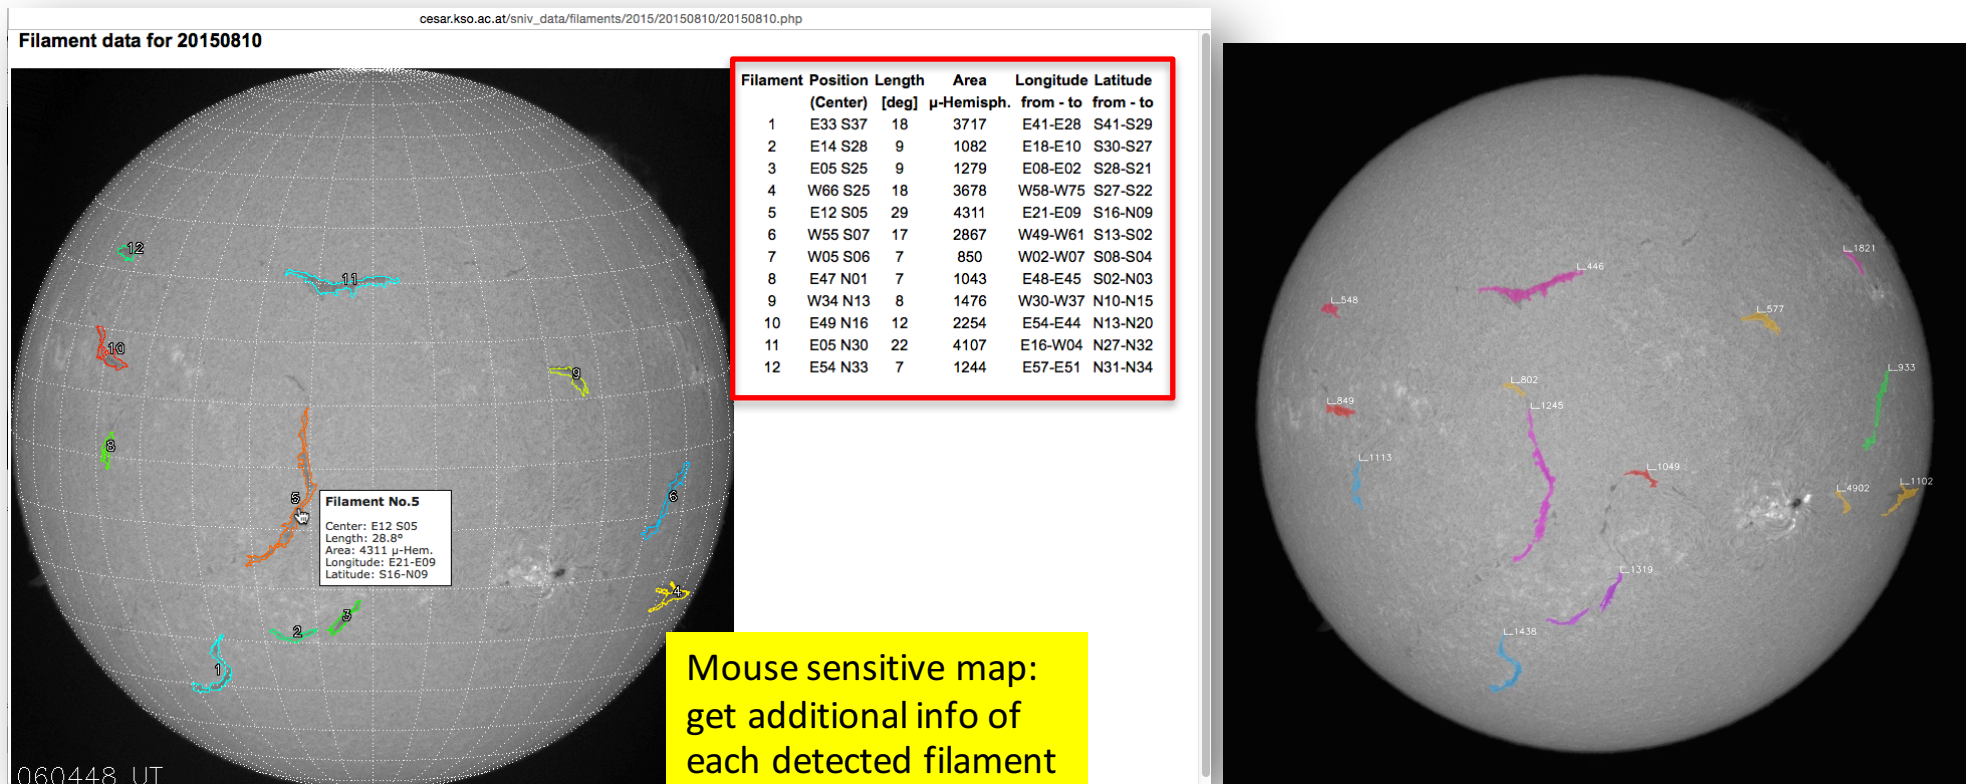 cesar.kso.ac.at/sniv_data/filaments/2015/20150810/20150810.php
Filament data for 20150810
Filament Position Length Area Longitude Latitude
(Center) [deg] µ-Hemisph. from - to from - to
1 E33 S37 18 3717 E41-E28 S41-S29
2 E14 S28 9 1082 E18-E10 S30-S27
3 E05 S25 9 1279 E08-E02 S28-S21
4 W66 S25 18 3678 W58-W75 S27-S22
5 E12 S05 29 4311 E21-E09 S16-N09
6 W55 S07 17 2867 W49-W61 S13-S02
7 W05 S06 7 850 W02-W07 S08-S04
8 E47 N01 7 1043 E48-E45 S02-N03
9 W34 N13 8 1476 W30-W37 N10-N15
10 E49 N16 12 2254 E54-E44 N13-N20
11 E05 N30 22 4107 E16-W04 N27-N32
12 E54 N33 7 1244 E57-E51 N31-N34
12
11
10
9
8
5
6
4
3
2
1
Filament No.5
Center: E12 S05
Length: 28.8°
Area: 4311 µ-Hem.
Longitude: E21-E09
Latitude: S16-N09
060448 UT
Mouse sensitive map:
get additional info of
each detected filament
L_1821
L_446
L_548
L_577
L_933
L_802
L_849
L_1245
L_1113
L_1049
L_4902
L_1102
L_1319
L_1438